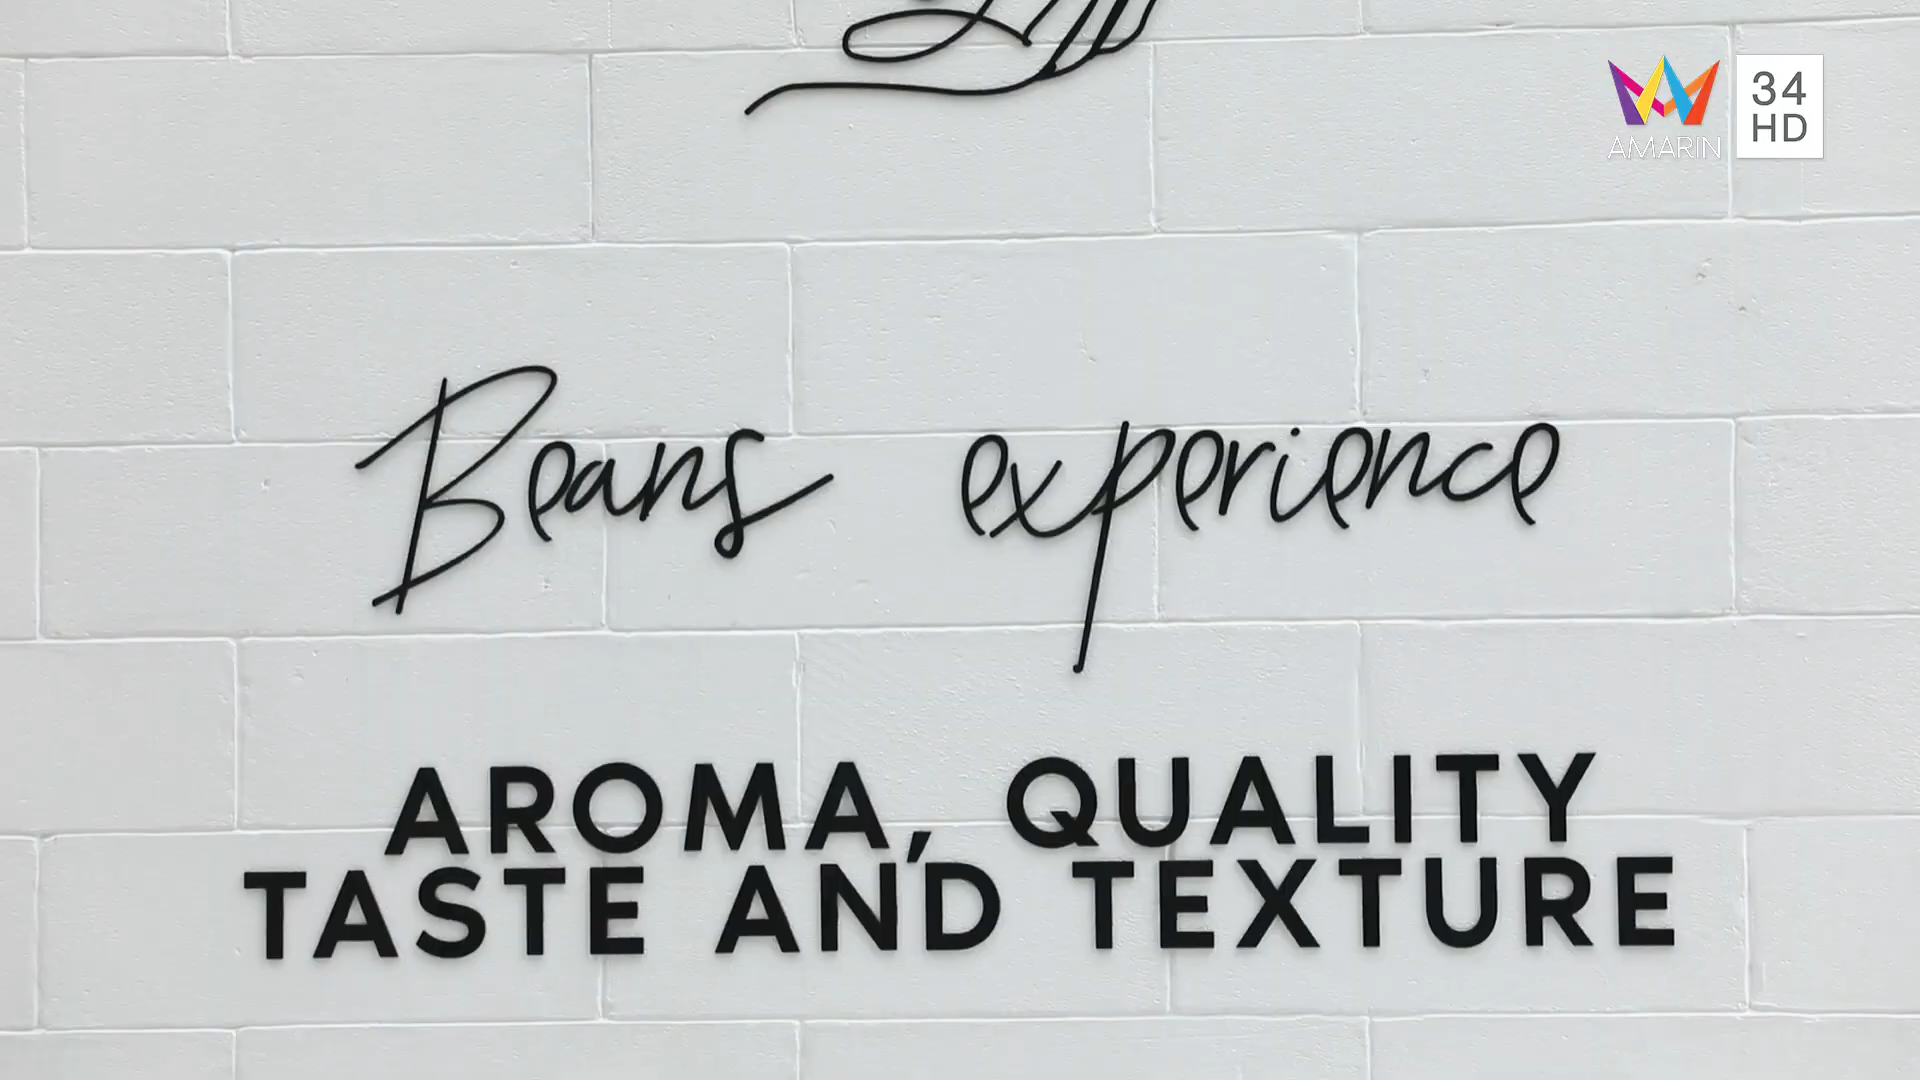 AMARIN
34
HD
Beans experience
AROMA, QUALITY
TASTE AND TEXTURE